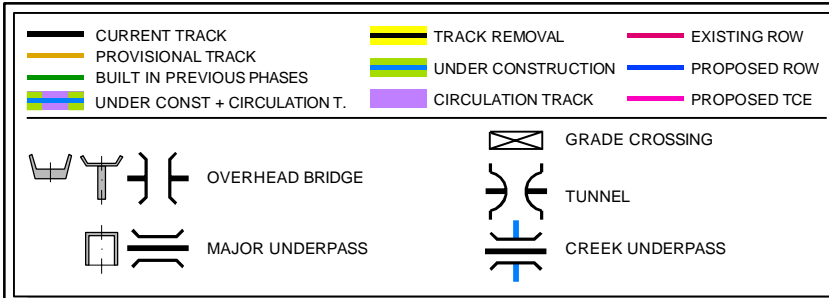 CURRENT TRACK
PROVISIONAL TRACK
BUILT IN PREVIOUS PHASES
UNDER CONST + CIRCULATION T.
TRACK REMOVAL
UNDER CONSTRUCTION
CIRCULATION TRACK
EXISTING ROW
PROPOSED ROW
PROPOSED TCE
OVERHEAD BRIDGE
MAJOR UNDERPASS
GRADE CROSSING
TUNNEL
CREEK UNDERPASS